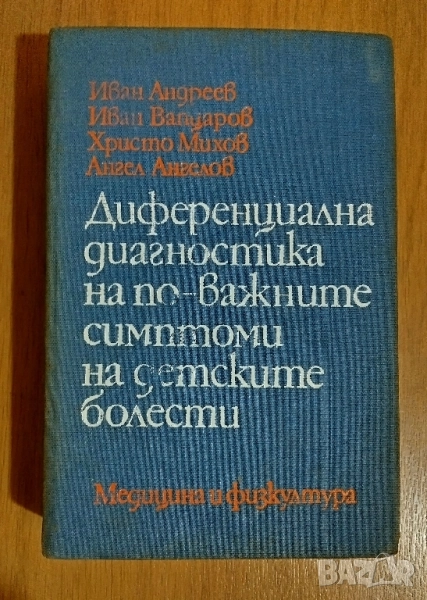 Иван Андреев
Иван Вапцаров
Христо Михов
Ангел Ангелов
Диференциална
диагностика
на по-важните
симптоми
на детските
болести
Медицина и физкултура
BAZAR